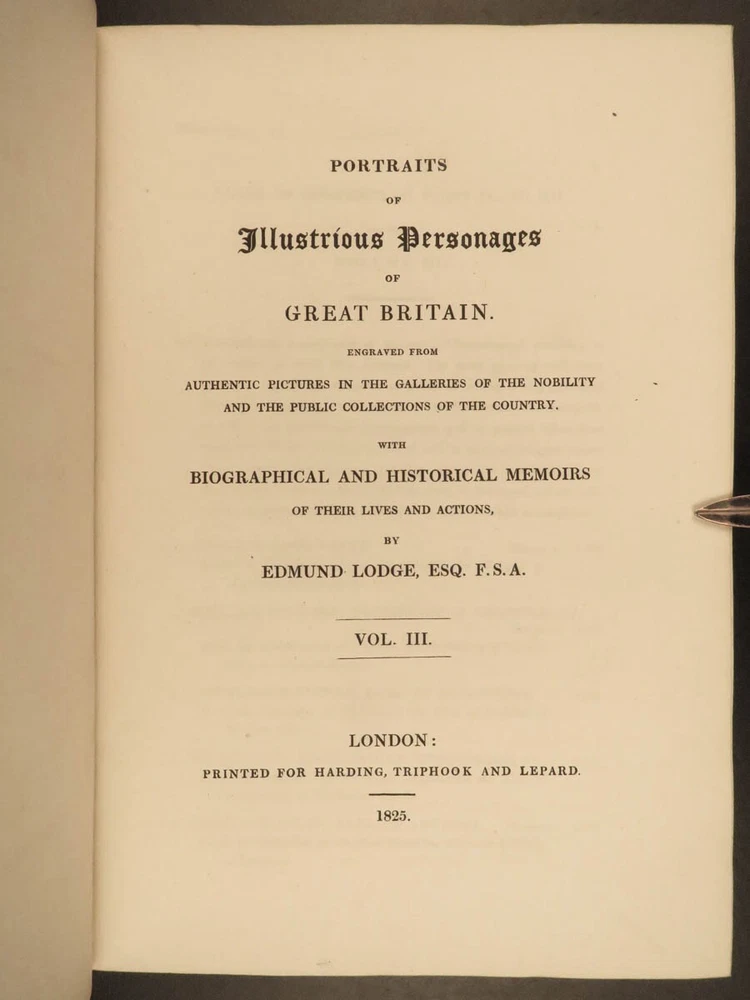 PORTRAITS
OF
Illustrious Personages
OF
GREAT BRITAIN.
ENGRAVED FROM
AUTHENTIC PICTURES IN THE GALLERIES OF THE NOBILITY
AND THE PUBLIC COLLECTIONS OF THE COUNTRY.
WITH
BIOGRAPHICAL AND HISTORICAL MEMOIRS
OF THEIR LIVES AND ACTIONS,
BY
EDMUND LODGE, ESQ. F.S.A.
VOL. III.
LONDON:
PRINTED FOR HARDING, TRIPHOOK AND LEPARD.
1825.